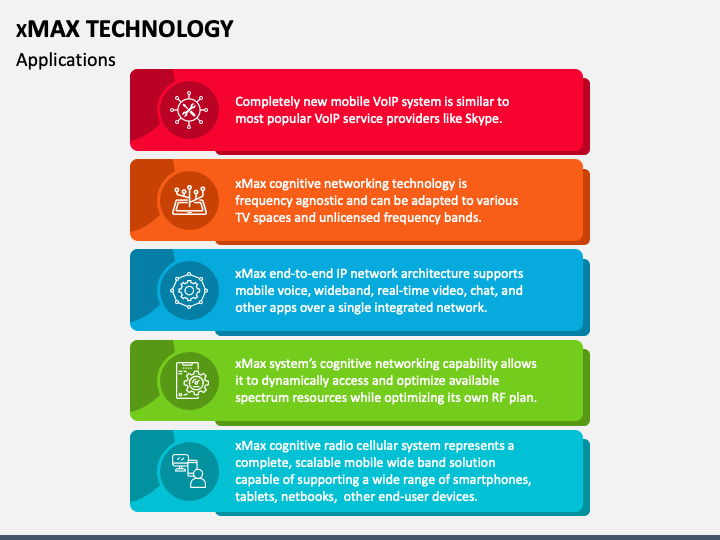 xMAX TECHNOLOGY
Applications
Completely new mobile VoIP system is similar to
most popular VoIP service providers like Skype.
xMax cognitive networking technology is
frequency agnostic and can be adapted to various
TV spaces and unlicensed frequency bands.
xMax end-to-end IP network architecture supports
mobile voice, wideband, real-time video, chat, and
other apps over a single integrated network.
xMax system’s cognitive networking capability allows
it to dynamically access and optimize available
spectrum resources while optimizing its own RF plan.
xMax cognitive radio cellular system represents a
complete, scalable mobile wide band solution
capable of supporting a wide range of smartphones,
tablets, netbooks,  other end-user devices.